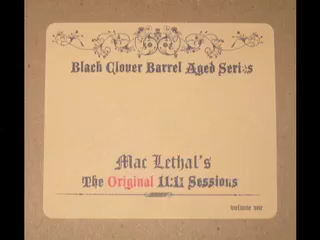 Black Clover Barrel Aged Series
Mac Lethal's
The Original 11:11 Sessions
volume one